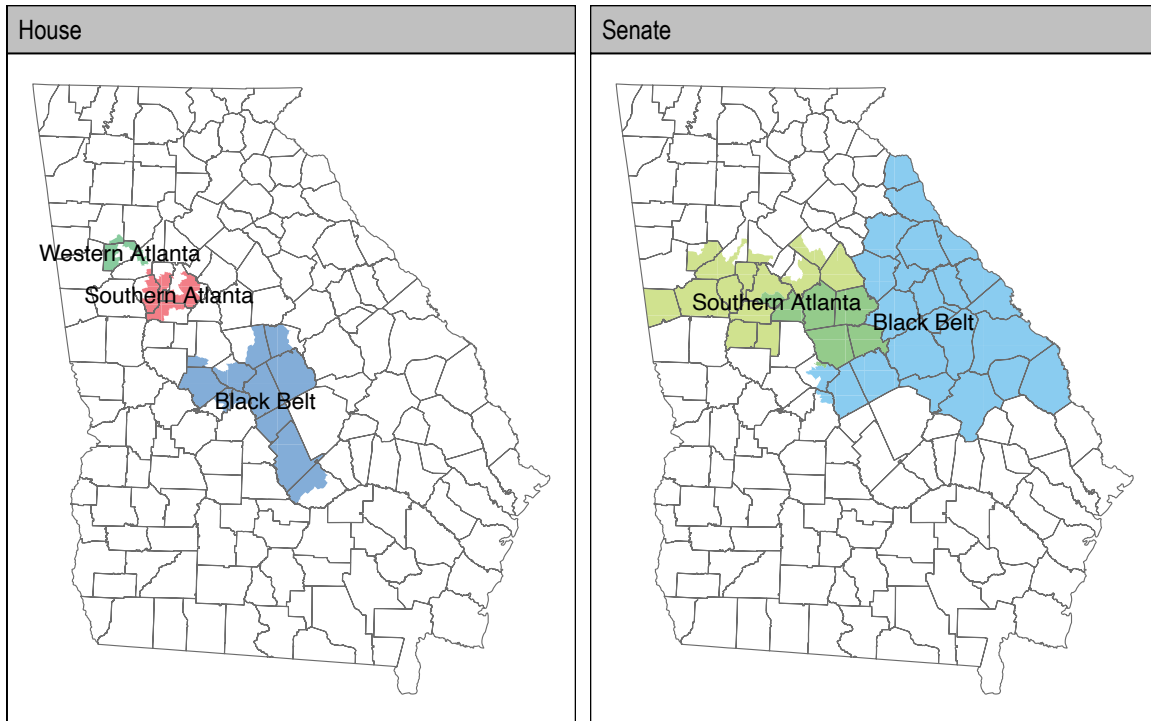 House
Western Atlanta
Southern Atlanta
Black Belt
Senate
Southern Atlanta
Black Belt